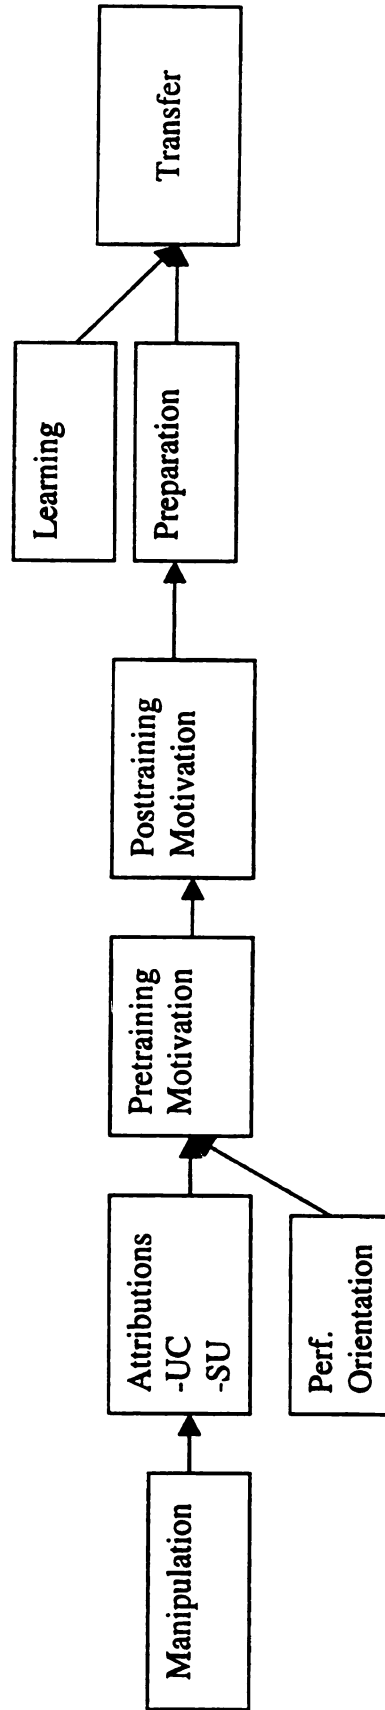 Manipulation
Attributions
-UC
-SU
Perf.
Orientation
Pretraining
Motivation
Posttraining
Motivation
Learning
Preparation
Transfer